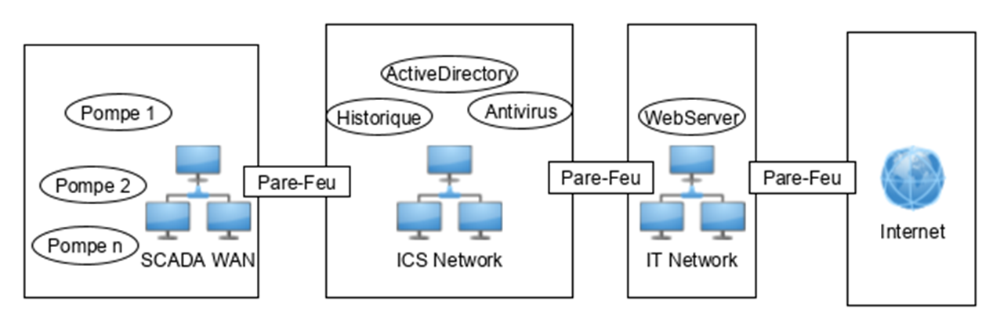 Pompe 1
Pompe 2
Pompe n
SCADA WAN
Pare-Feu
ActiveDirectory
Historique
Antivirus
ICS Network
Pare-Feu
WebServer
IT Network
Pare-Feu
Internet